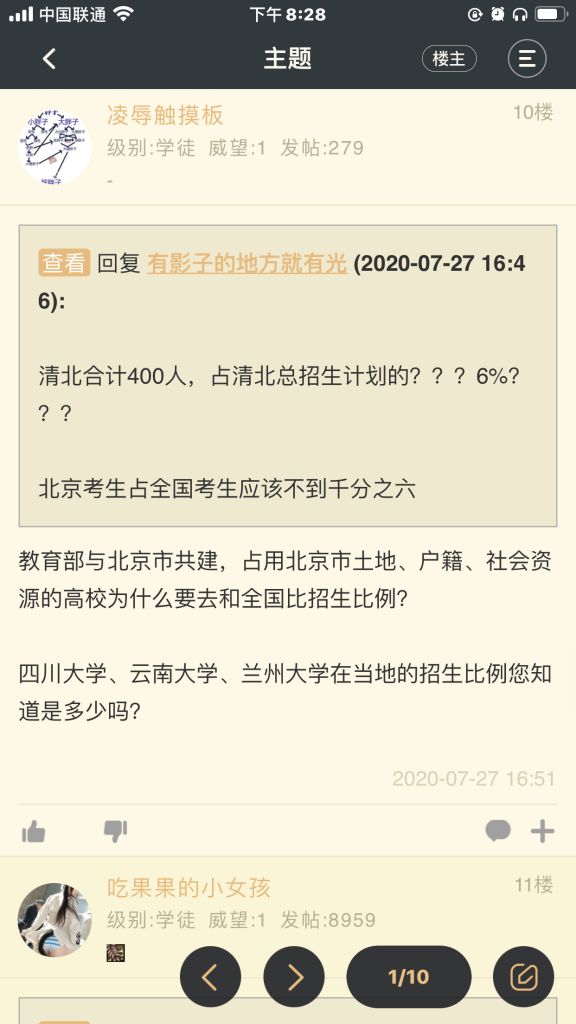 中国联通 下午8:28
主题 楼主
凌辱触摸板 10楼
级别:学徒 威望:1 发帖:279
-
查看 回复 有影子的地方就有光 (2020-07-27 16:4
6):
清北合计400人，占清北总招生计划的？？？6%？
？？
北京考生占全国考生应该不到千分之六
教育部与北京市共建，占用北京市土地、户籍、社会资
源的高校为什么要去和全国比招生比例？
四川大学、云南大学、兰州大学在当地的招生比例您知
道是多少吗？
2020-07-27 16:51
吃果果的小女孩 11楼
级别:学徒 威望:1 发帖:8959
1/10